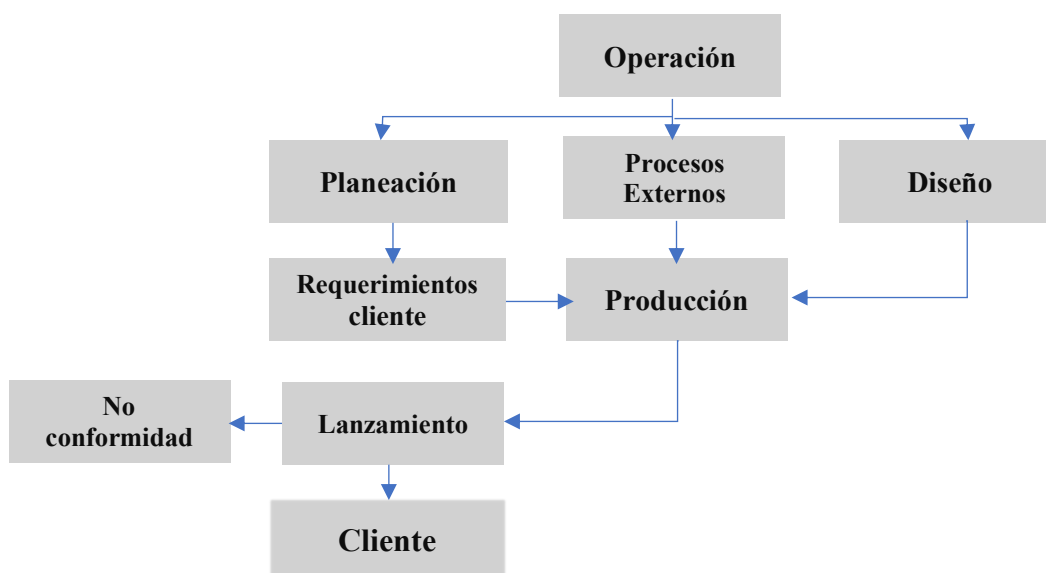 Operación
Planeación
Procesos
Externos
Diseño
Requerimientos
cliente
Producción
No
conformidad
Lanzamiento
Cliente